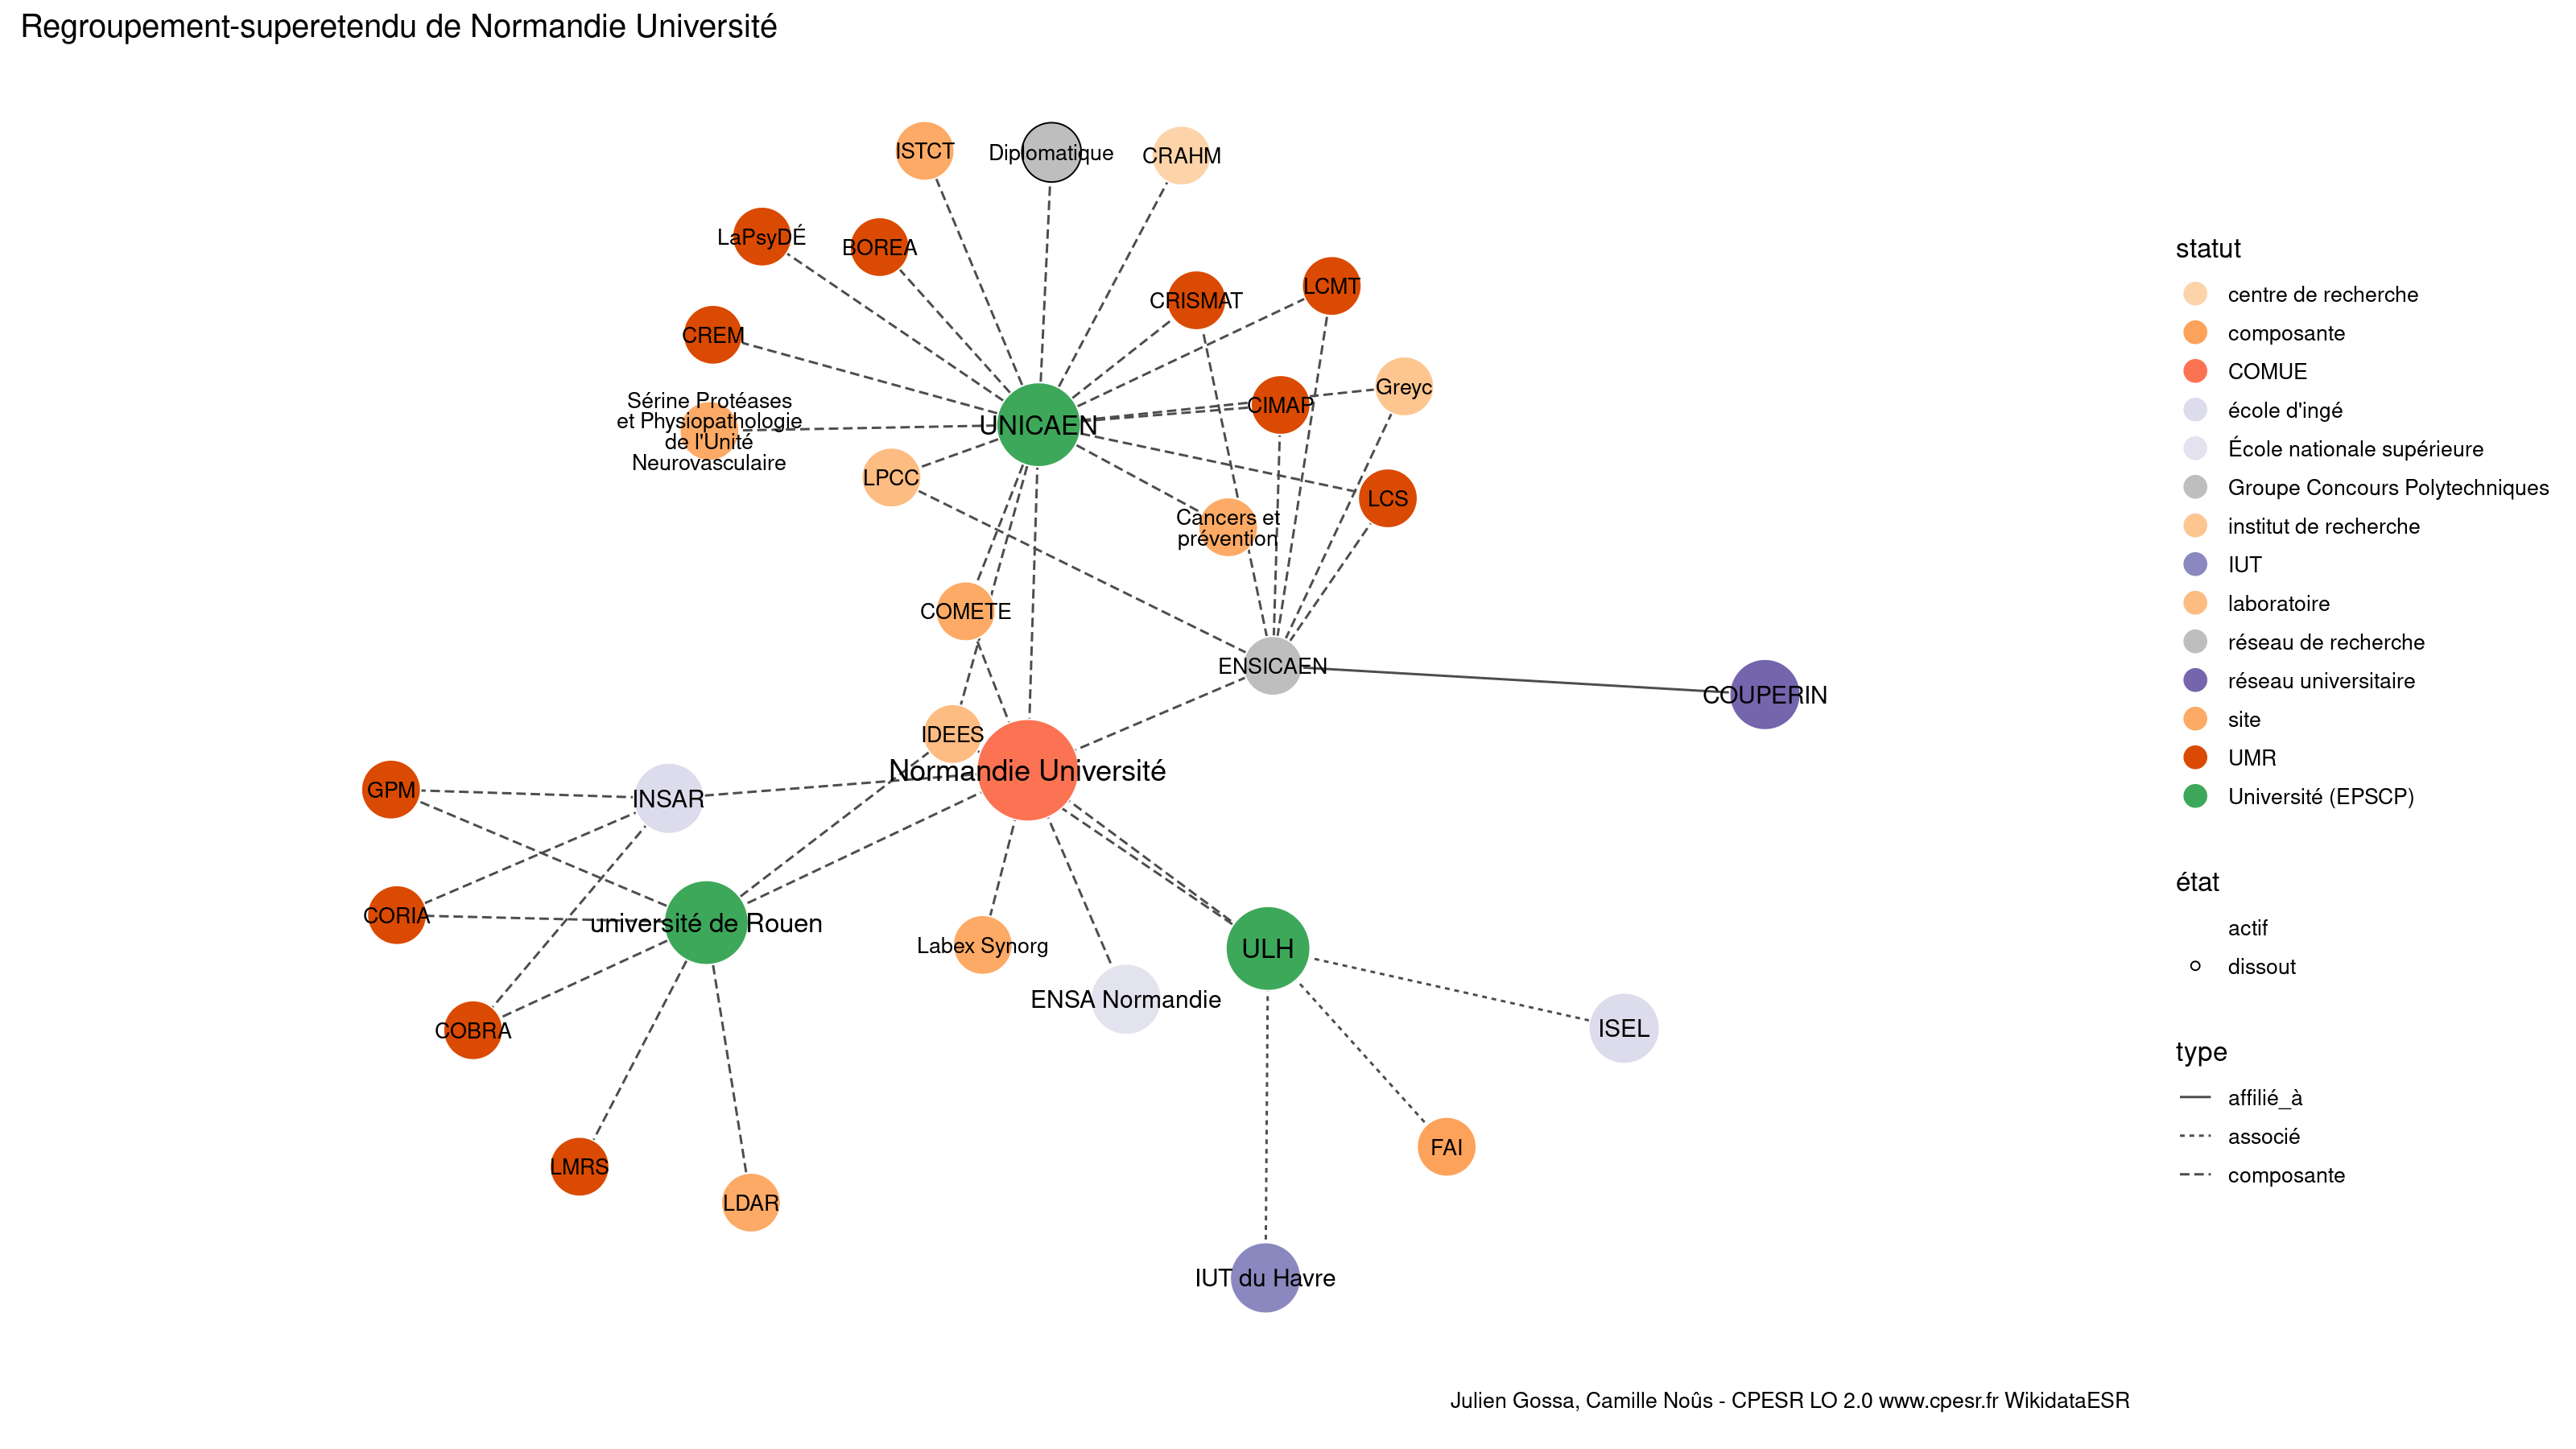 Regroupement-superetendu de Normandie Université
ISTCT
Diplomatique
CRAHM
LaPsyDÉ
BOREA
CRISMAT
LCMT
CREM
Greyc
CIMAP
Sérine Protéases
et Physiopathologie
de l'Unité
Neurovasculaire
UNICAEN
LPCC
LCS
Cancers et
prévention
COMETE
ENSICAEN
COUPERIN
IDEES
Normandie Université
GPM
INSAR
CORIA
université de Rouen
Labex Synorg
ULH
ENSA Normandie
COBRA
ISEL
FAI
LMRS
LDAR
IUT du Havre
statut
centre de recherche
composante
COMUE
école d'ingé
École nationale supérieure
Groupe Concours Polytechniques
institut de recherche
IUT
laboratoire
réseau de recherche
réseau universitaire
site
UMR
Université (EPSCP)
état
actif
dissout
type
affilié_à
associé
composante
Julien Gossa, Camille Noûs - CPESR LO 2.0 www.cpesr.fr WikidataESR